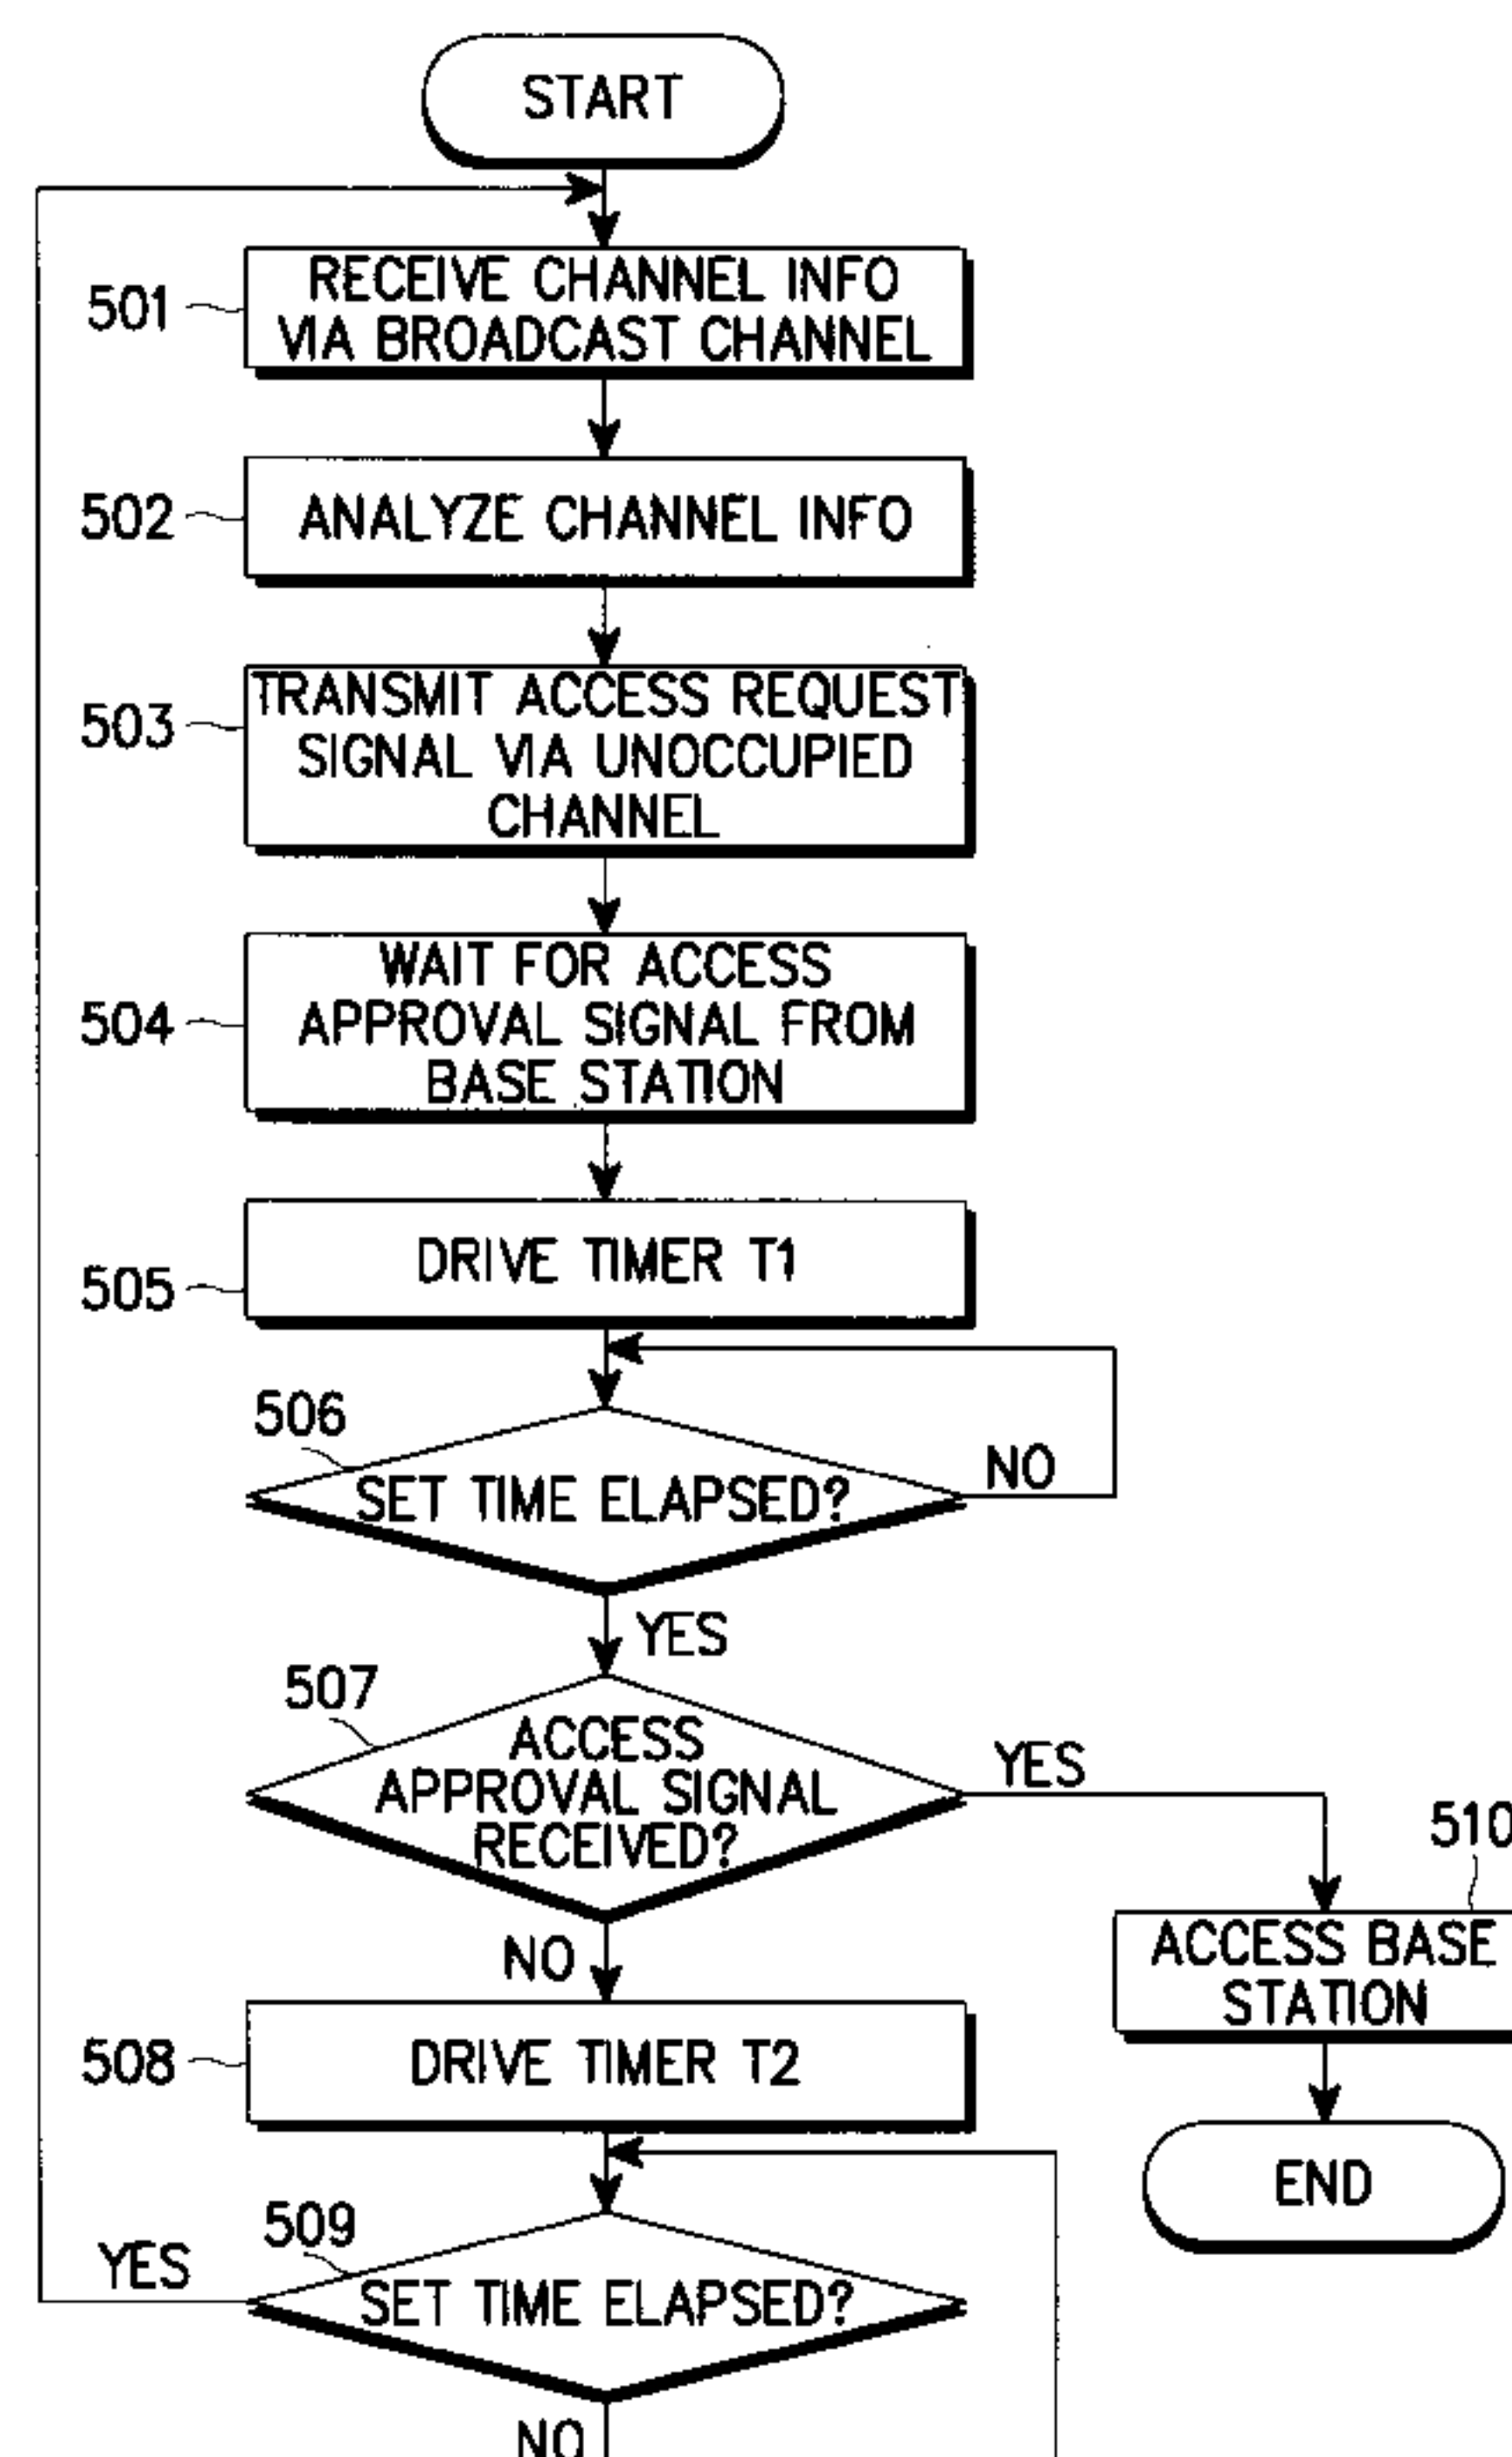 START
501
RECEIVE CHANNEL INFO
VIA BROADCAST CHANNEL
502
ANALYZE CHANNEL INFO
503
TRANSMIT ACCESS REQUEST
SIGNAL VIA UNOCCUPIED
CHANNEL
504
WAIT FOR ACCESS
APPROVAL SIGNAL FROM
BASE STATION
505
DRIVE TIMER T1
506
SET TIME ELAPSED?
NO
YES
507
ACCESS
APPROVAL SIGNAL
RECEIVED?
YES
510
ACCESS BASE
STATION
NO
508
DRIVE TIMER T2
END
509
YES
SET TIME ELAPSED?
NO